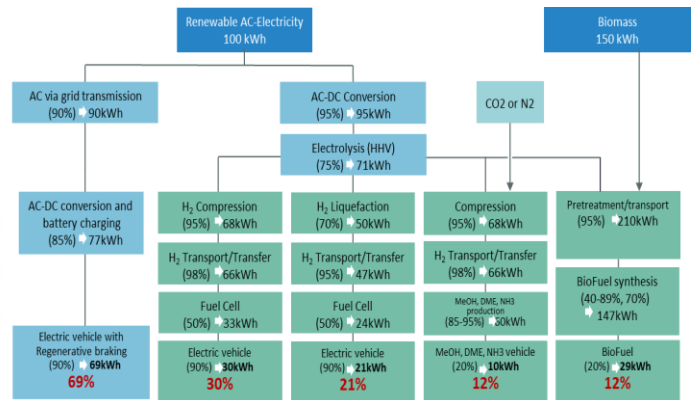 Renewable AC-Electricity
100 kWh
Biomass
150 kWh
AC via grid transmission
(90%) 90kWh
AC-DC Conversion
(95%) 95kWh
CO2 or N2
Electrolysis (HHV)
(75%) 71kWh
AC-DC conversion and
battery charging
(85%) 77kWh
H2 Compression
(95%) 68kWh
H2 Liquefaction
(70%) 50kWh
Compression
(95%) 68kWh
Pretreatment/transport
(95%) 210kWh
H2 Transport/Transfer
(98%) 66kWh
H2 Transport/Transfer
(95%) 47kWh
H2 Transport/Transfer
(98%) 66kWh
BioFuel synthesis
(40-89%, 70%)
147kWh
Fuel Cell
(50%) 33kWh
Fuel Cell
(50%) 24kWh
MeOH, DME, NH3
production
(85-95%) 60kWh
Electric vehicle with
Regenerative braking
(90%) 69kWh
69%
Electric vehicle
(90%) 30kWh
30%
Electric vehicle
(90%) 21kWh
21%
MeOH, DME, NH3 vehicle
(20%) 10kWh
12%
BioFuel
(20%) 29kWh
12%